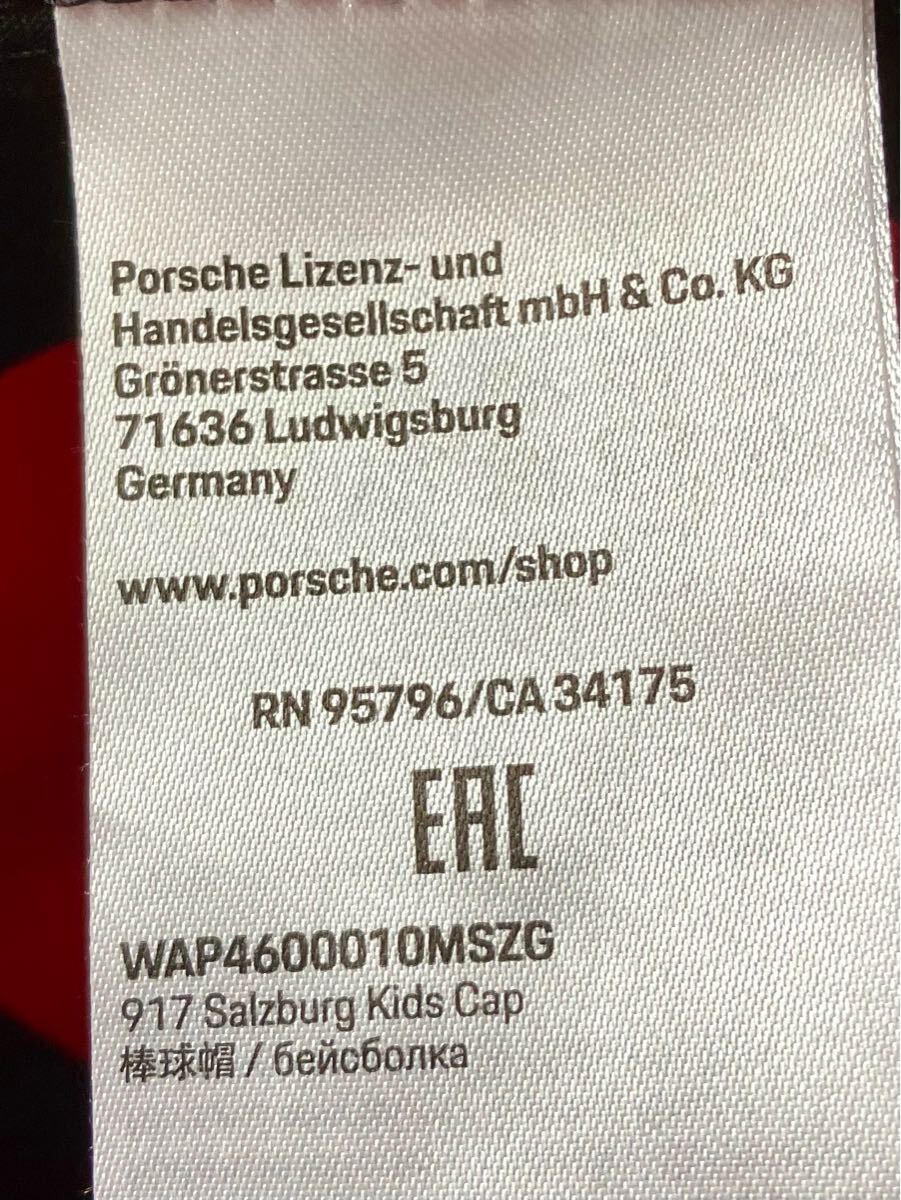 Porsche Lizenz- und
Handelsgesellschaft mbH & Co. KG
Grönerstrasse 5
71636 Ludwigsburg
Germany
www.porsche.com/shop
RN 95796/CA 34175
EAC
WAP4600010MSZG
917 Salzburg Kids Cap
棒球帽 / бейсболка